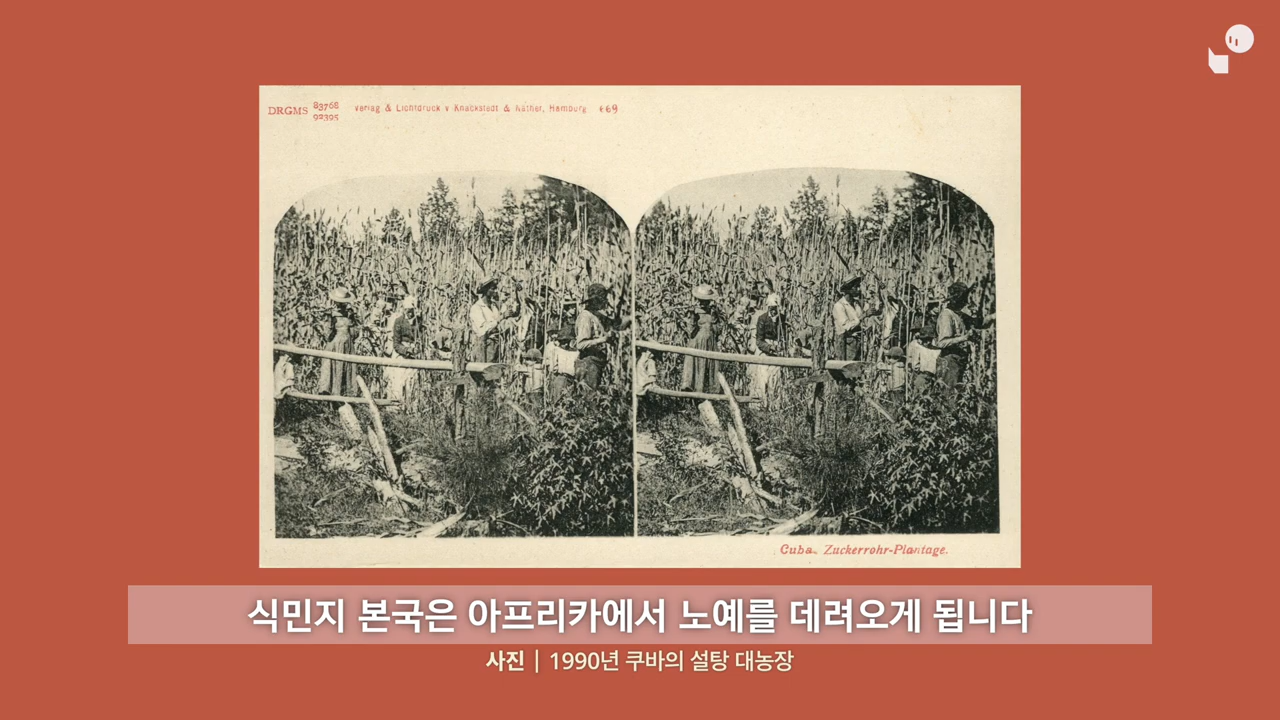 DRGMS 83768
92395
Verlag & Lichtdruck v Knackstedt & Näther, Hamburg 669
Cuba. Zuckerrohr-Plantage.
식민지 본국은 아프리카에서 노예를 데려오게 됩니다
사진 | 1990년 쿠바의 설탕 대농장